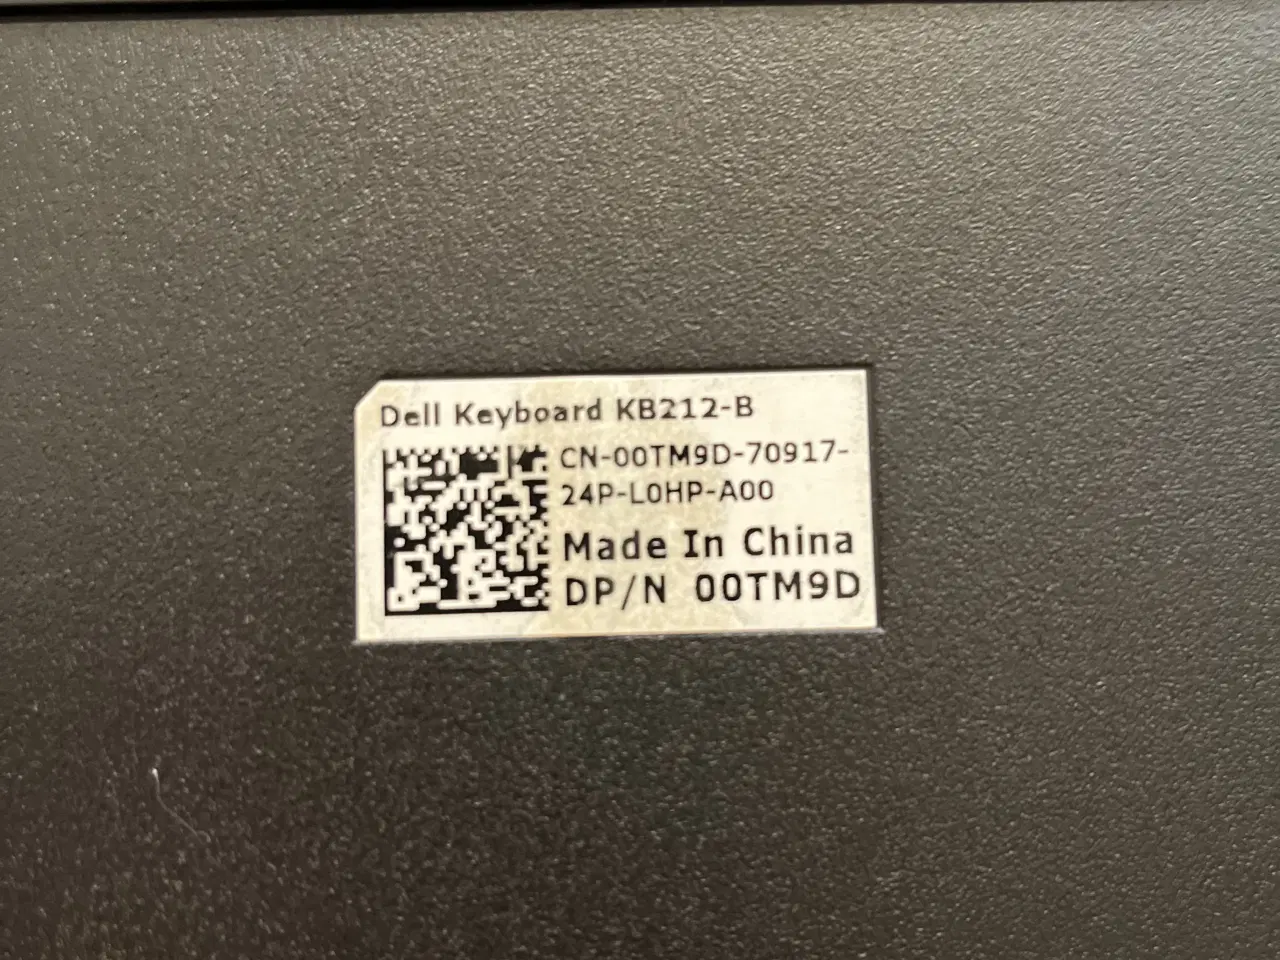 Dell Keyboard KB212-B
CN-00TM9D-70917-
24P-L0HP-A00
Made In China
DP/N 00TM9D